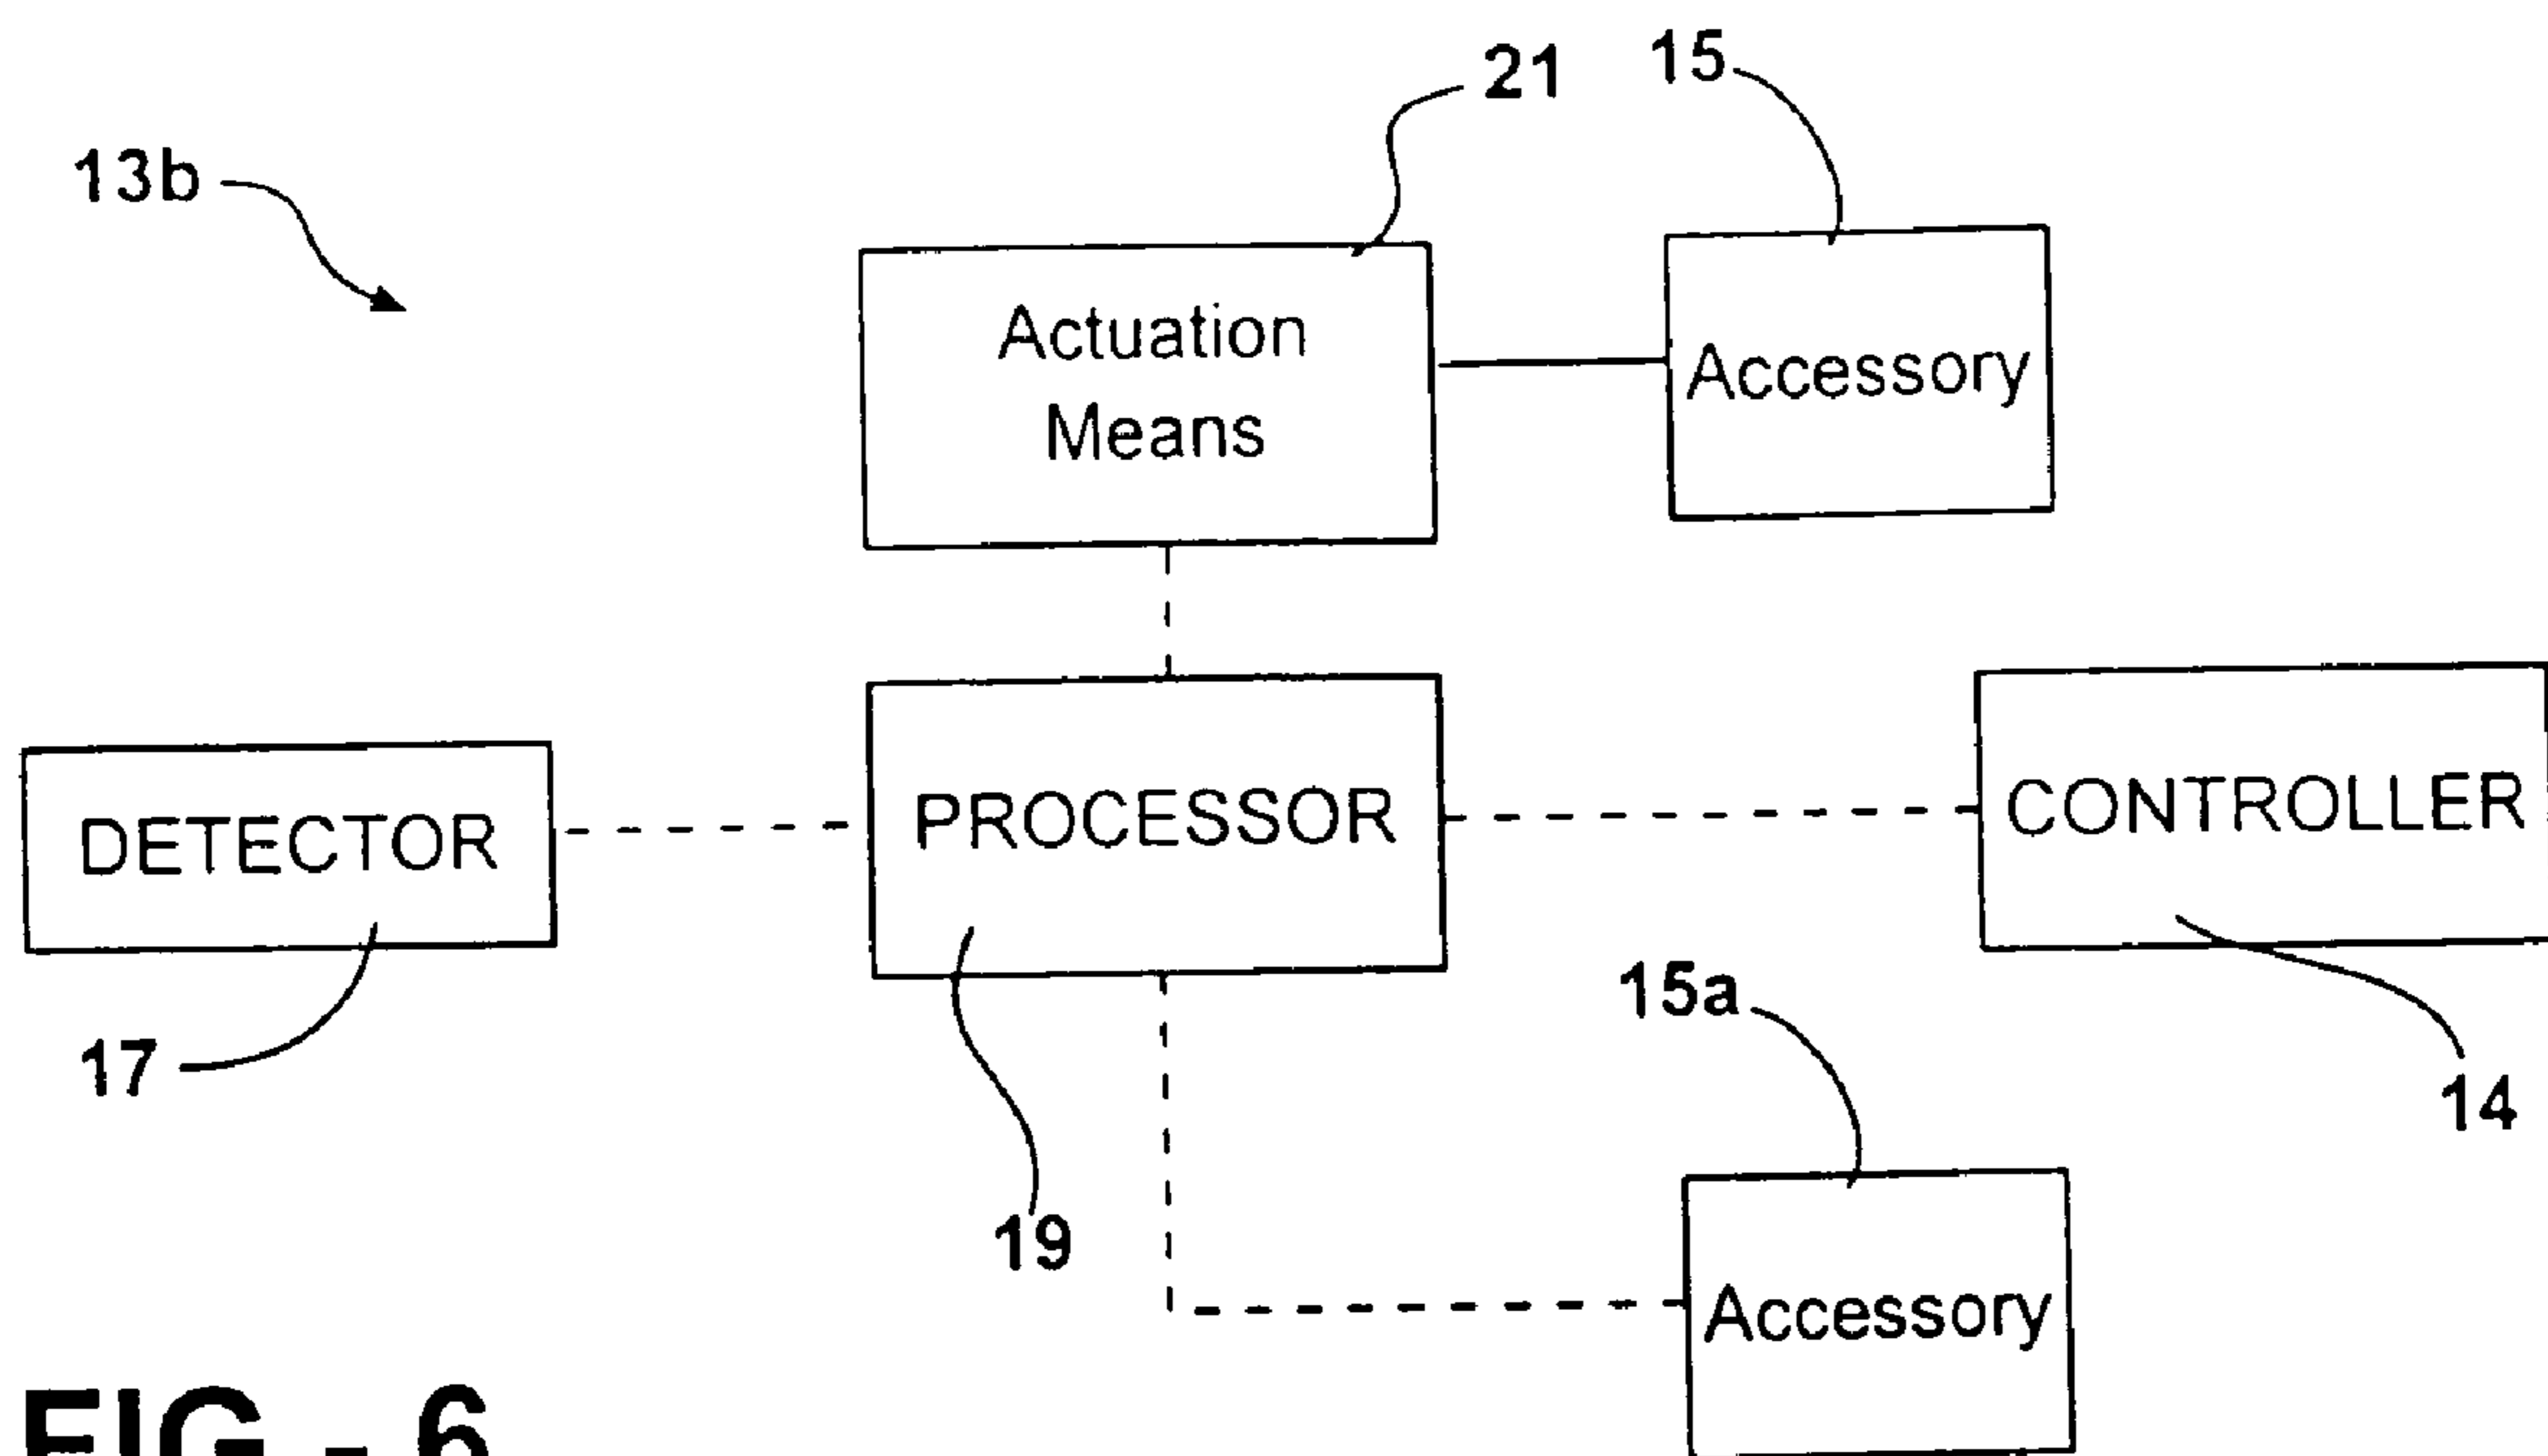 21
15
13b
Actuation
Means
Accessory
DETECTOR
PROCESSOR
CONTROLLER
17
15a
14
19
Accessory
FIG - 6